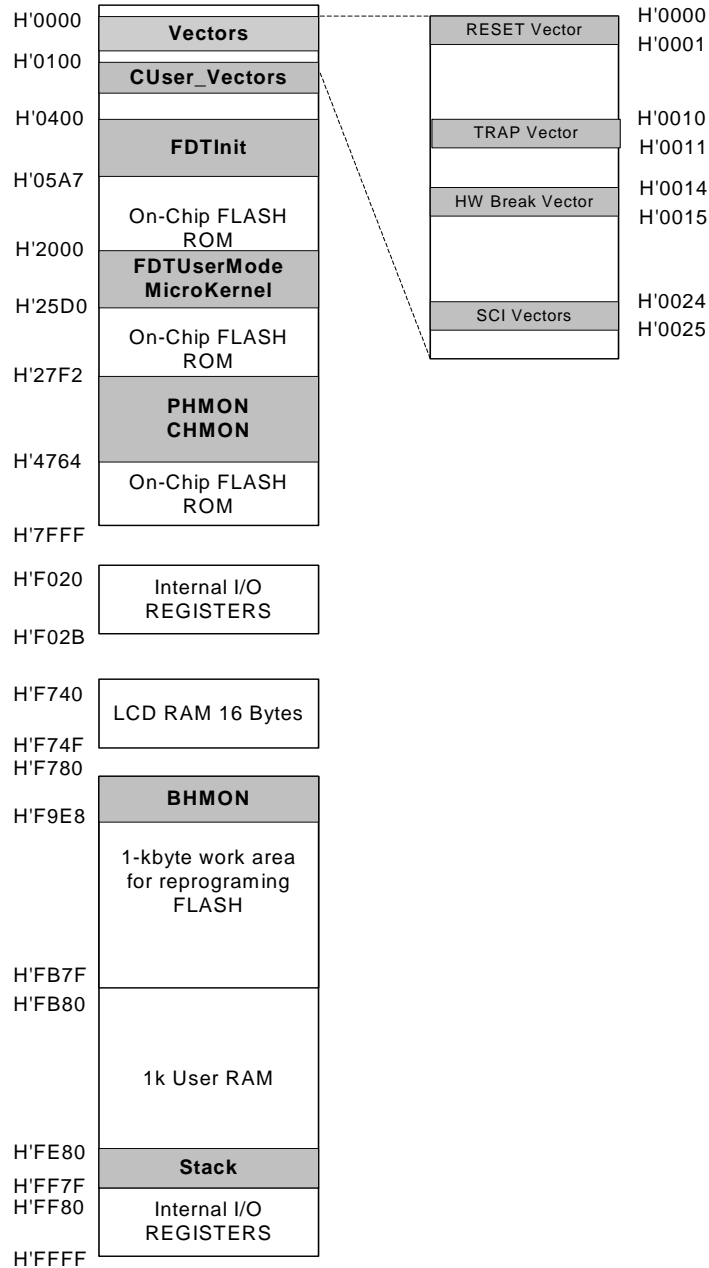 H'0000
Vectors
H'0100
CUser_Vectors
H'0400
FDTInit
H'05A7
On-Chip FLASH
ROM
H'2000
FDTUserMode
MicroKernel
H'25D0
On-Chip FLASH
ROM
H'27F2
PHMON
CHMON
H'4764
On-Chip FLASH
ROM
H'7FFF
H'F020
Internal I/O
REGISTERS
H'F02B
H'F740
LCD RAM 16 Bytes
H'F74F
H'F780
BHMON
H'F9E8
1-kbyte work area
for reprograming
FLASH
H'FB7F
H'FB80
1k User RAM
H'FE80
Stack
H'FF7F
H'FF80
Internal I/O
REGISTERS
H'FFFF
H'0000
RESET Vector
H'0001
H'0010
TRAP Vector
H'0011
H'0014
HW Break Vector
H'0015
H'0024
SCI Vectors
H'0025